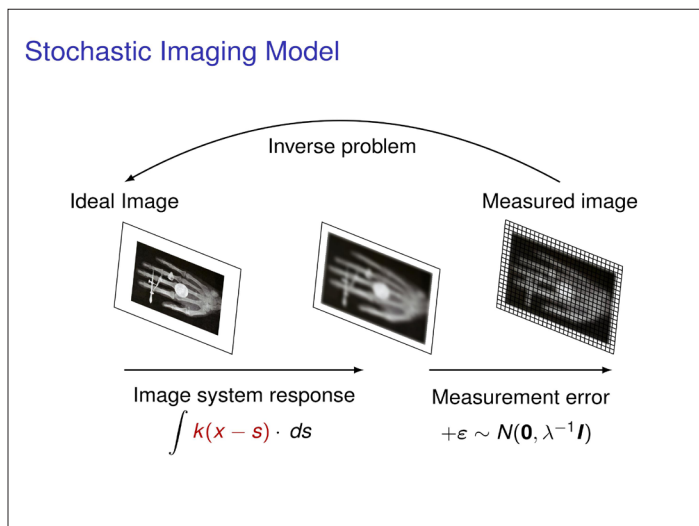 Stochastic Imaging Model
Inverse problem
Ideal Image
Measured image
Image system response
∫ k(x − s) · ds
Measurement error
+ε ∼ N(0, λ⁻¹I)